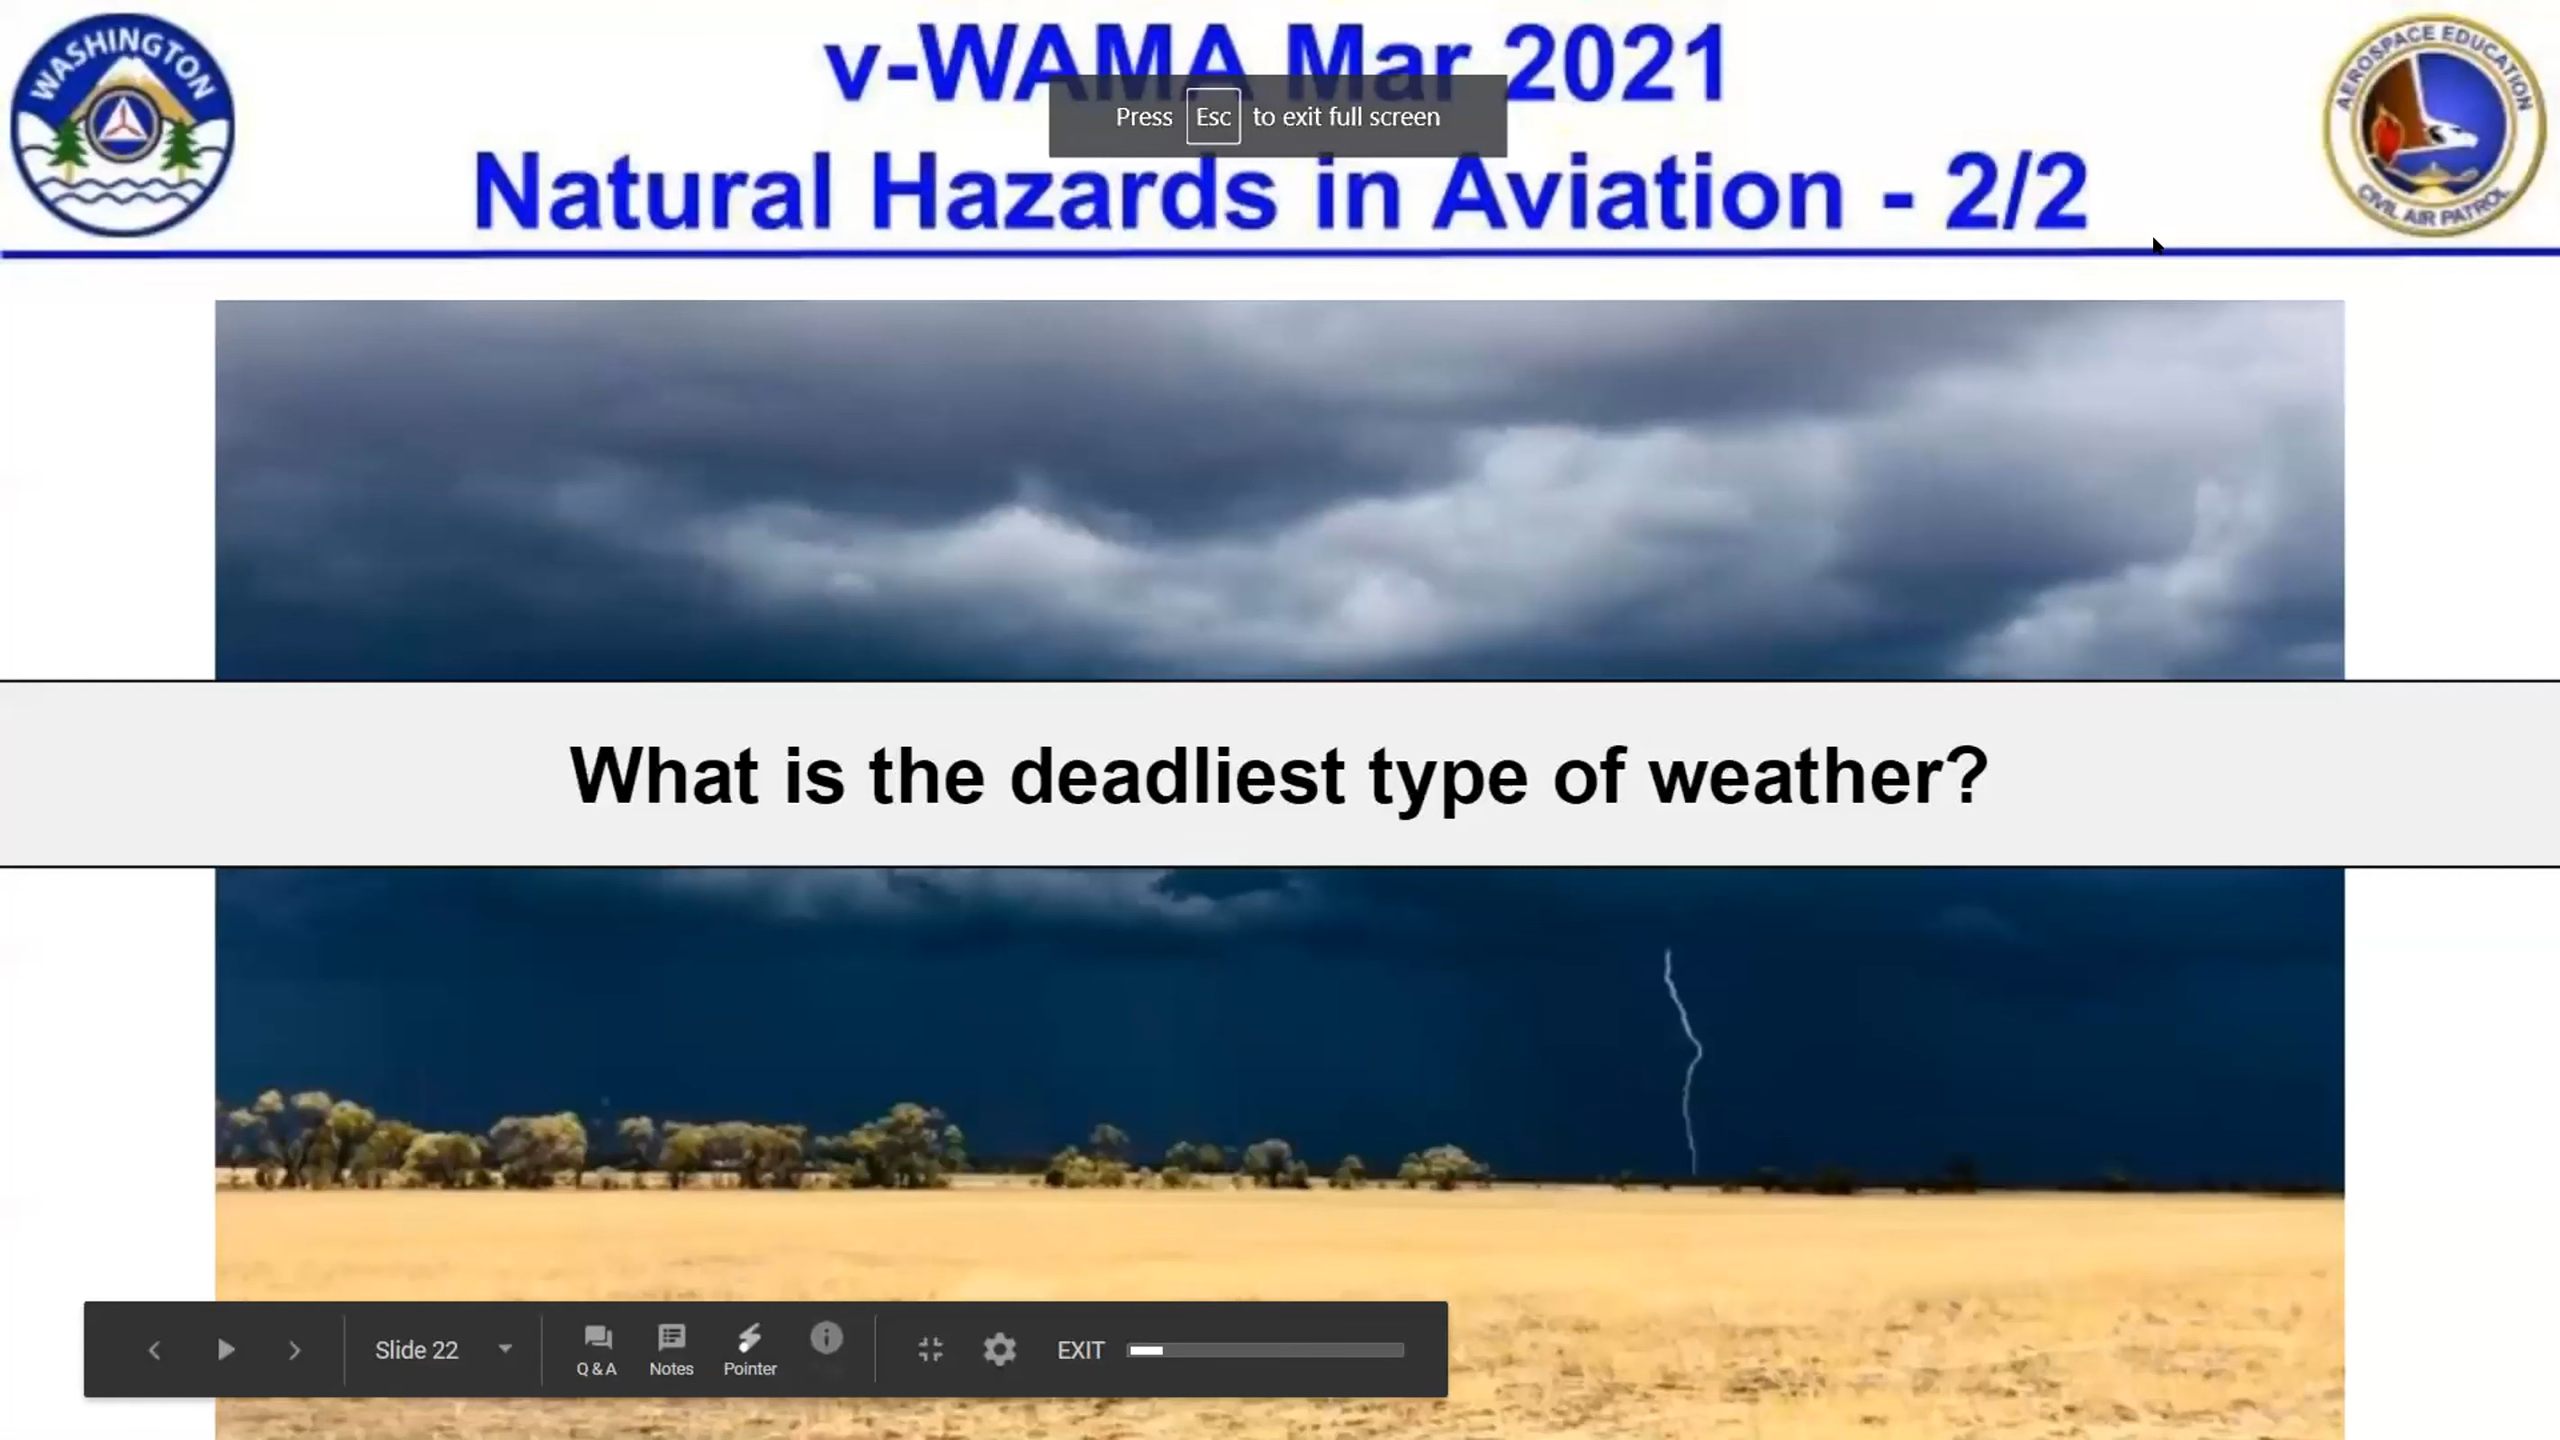 WASHINGTON
v-WAMA Mar 2021
AEROSPACE EDUCATION
CIVIL AIR PATROL
Press Esc to exit full screen
Natural Hazards in Aviation - 2/2
What is the deadliest type of weather?
Slide 22
Q&A
Notes
Pointer
EXIT